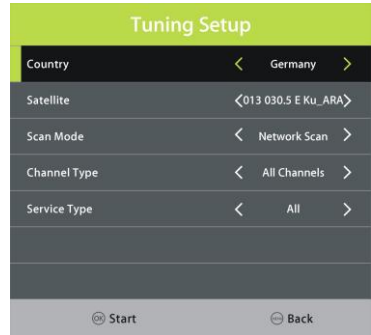 Tuning Setup
Country < Germany >
Satellite <013 030.5 E Ku_ARA>
Scan Mode < Network Scan >
Channel Type < All Channels >
Service Type < All >
OK Start Back